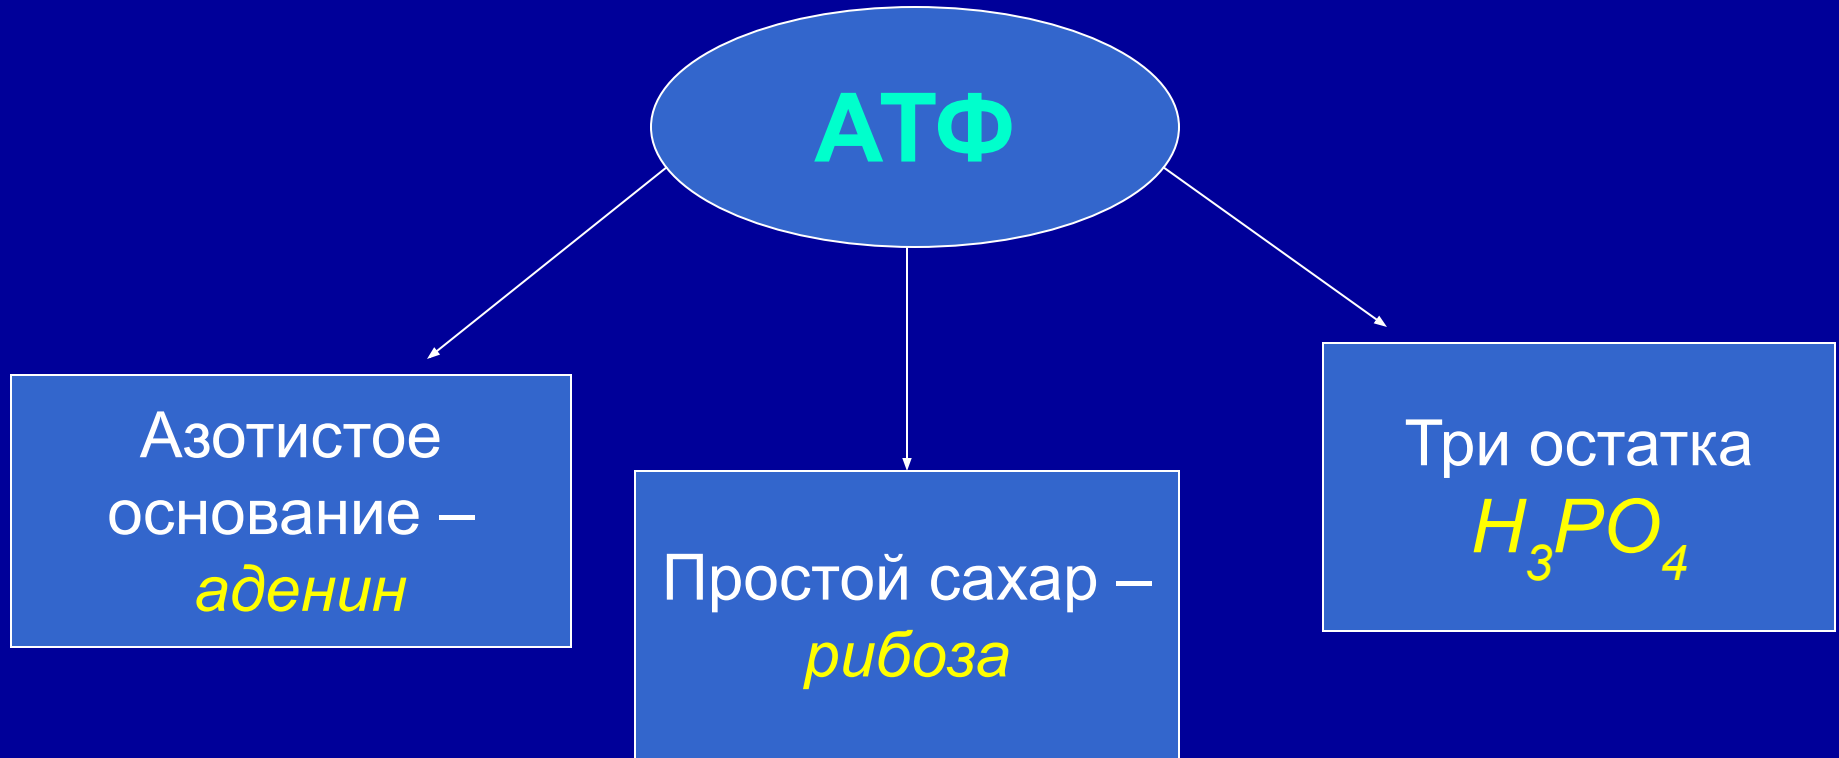 АТФ
Азотистое
основание –
аденин
Простой сахар –
рибоза
Три остатка
H₃PO₄